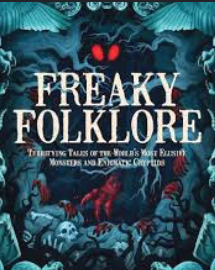 FREAKY
FOLKLORE
TERRIFYING TALES OF THE WORLD'S MOST ELUSIVE
MONSTERS AND ENIGMATIC CRYPTIDS